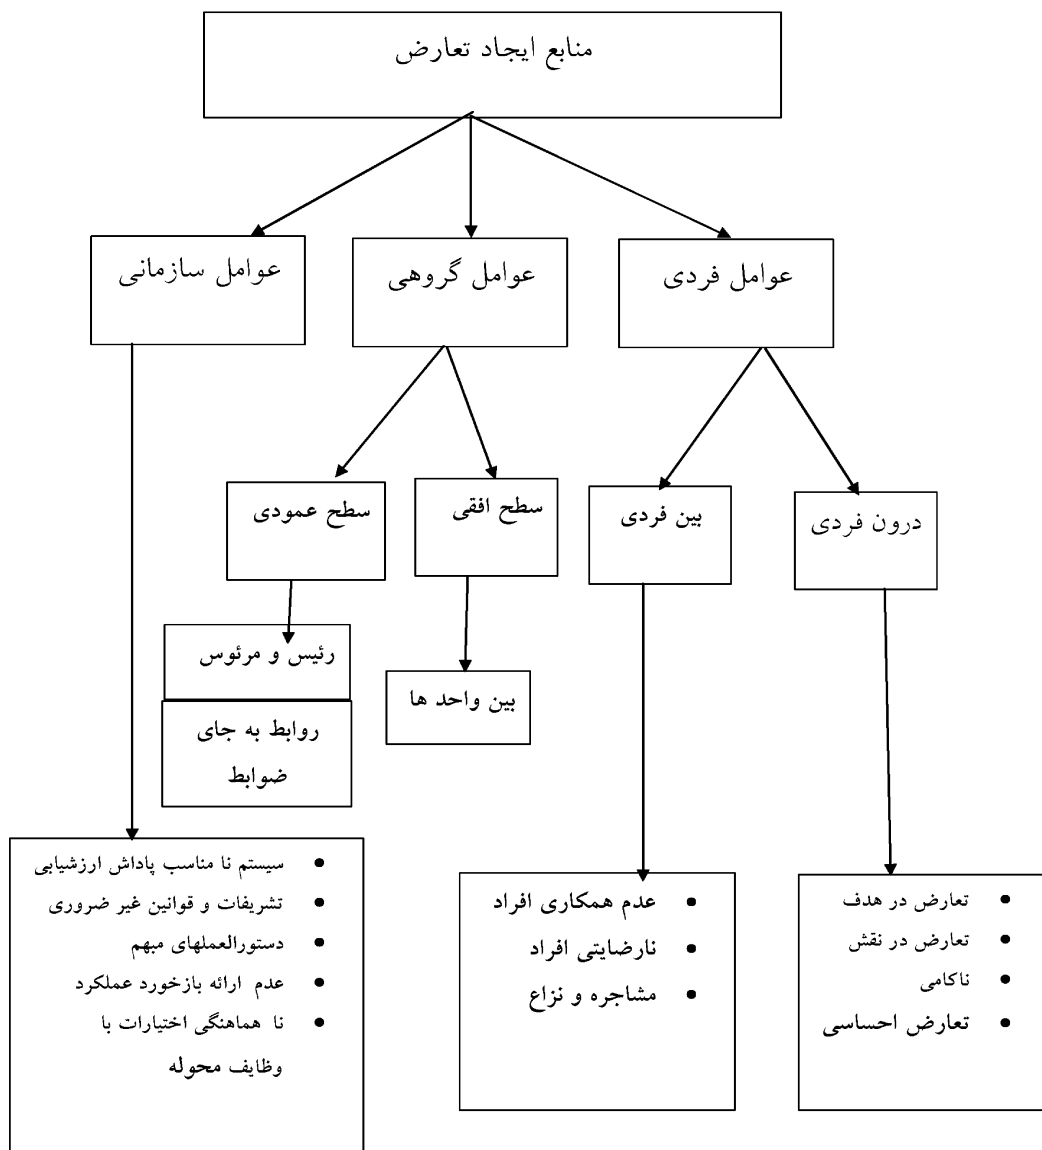 منابع ایجاد تعارض
عوامل فردی
عوامل گروهی
عوامل سازمانی
درون فردی
بین فردی
سطح افقی
سطح عمودی
رئیس و مرئوس
روابط به جای
ضوابط
بین واحد ها
• تعارض در هدف
• تعارض در نقش
• ناکامی
• تعارض احساسی
• عدم همکاری افراد
• نارضایتی افراد
• مشاجره و نزاع
• سیستم نا مناسب پاداش ارزشیابی
• تشریفات و قوانین غیر ضروری
• دستورالعملهای مبهم
• عدم ارائه بازخورد عملکرد
• نا هماهنگی اختیارات با
وظایف محوله